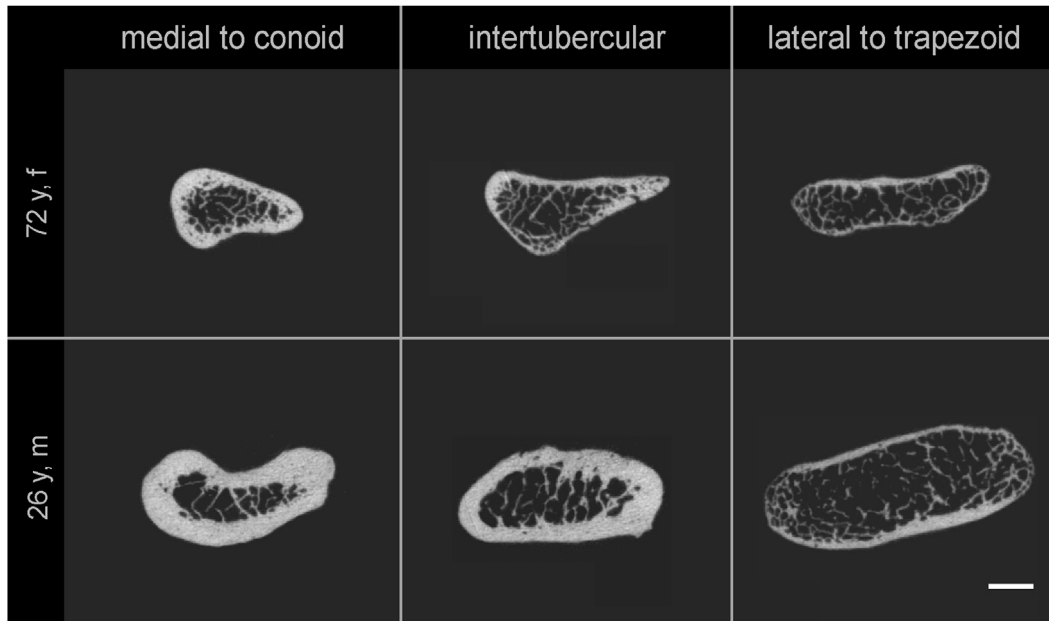 medial to conoid
intertubercular
lateral to trapezoid
72 y, f
26 y, m